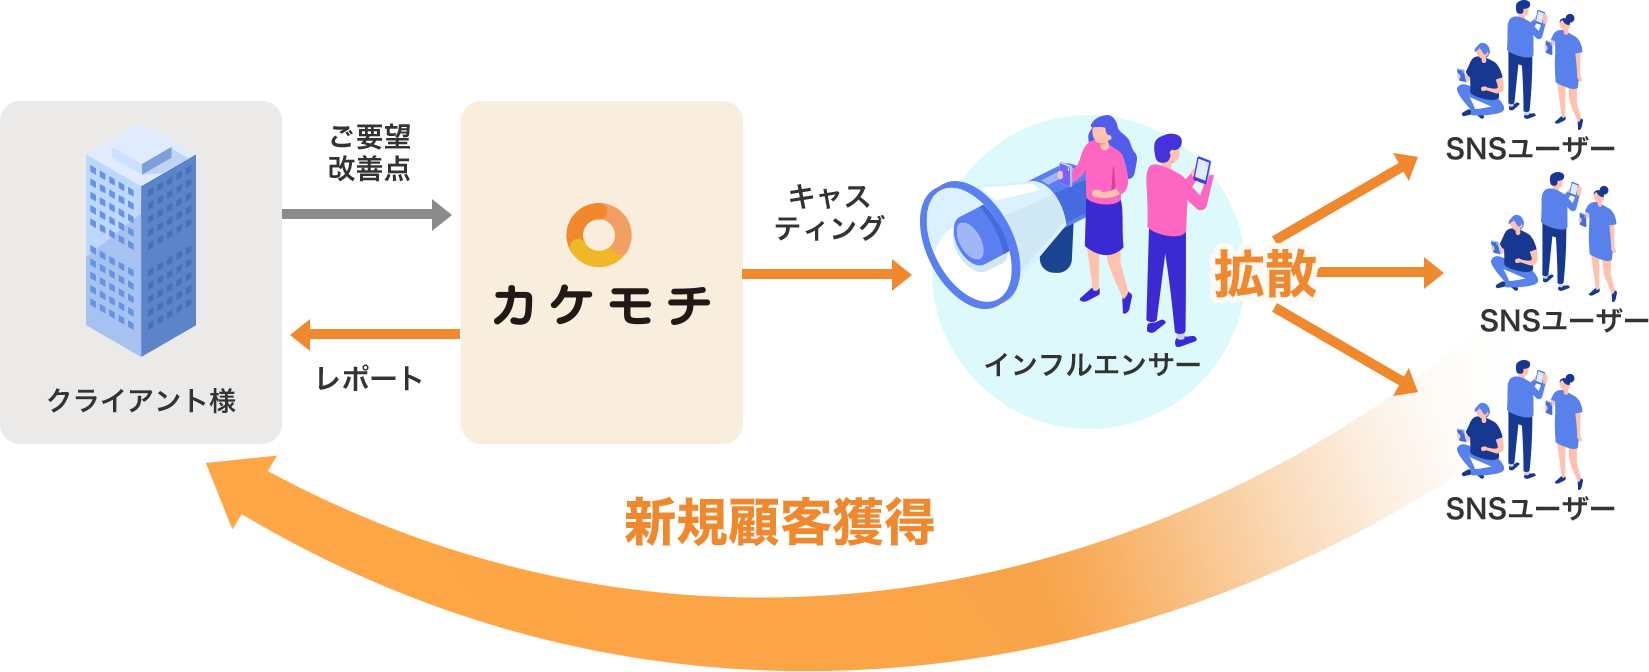 ご要望
改善点
クライアント様
レポート
カケモチ
キャス
ティング
インフルエンサー
拡散
SNSユーザー
SNSユーザー
SNSユーザー
新規顧客獲得